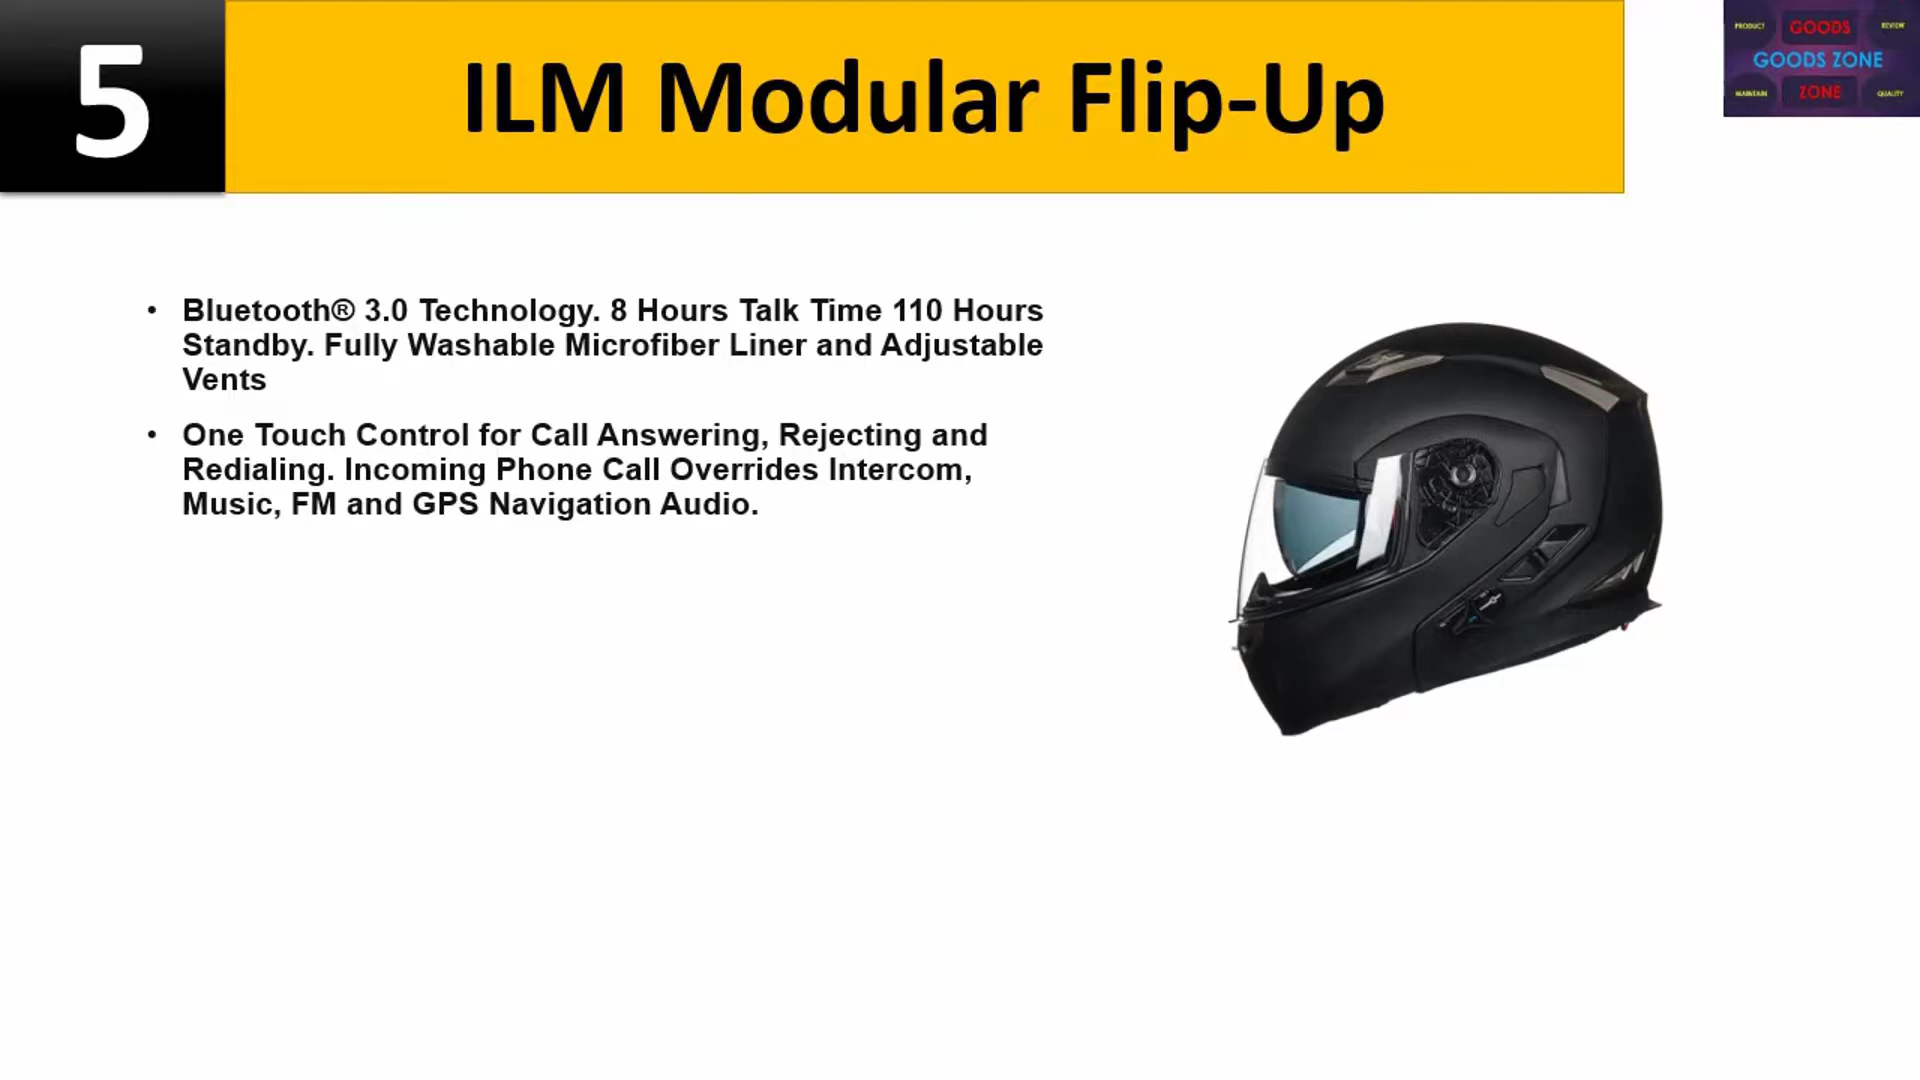 5
ILM Modular Flip-Up
PRODUCT
GOODS
REVIEW
GOODS ZONE
MAINTAIN
ZONE
QUALITY
• Bluetooth® 3.0 Technology. 8 Hours Talk Time 110 Hours
Standby. Fully Washable Microfiber Liner and Adjustable
Vents
• One Touch Control for Call Answering, Rejecting and
Redialing. Incoming Phone Call Overrides Intercom,
Music, FM and GPS Navigation Audio.